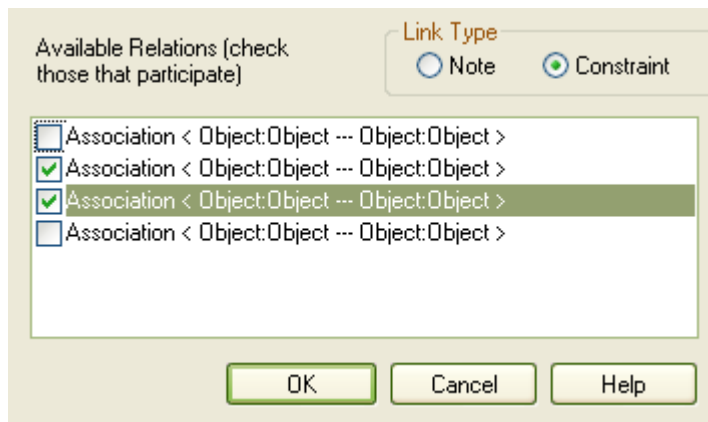 Available Relations (check
those that participate)
Link Type
Note
Constraint
Association < Object:Object --- Object:Object >
Association < Object:Object --- Object:Object >
Association < Object:Object --- Object:Object >
Association < Object:Object --- Object:Object >
OK
Cancel
Help